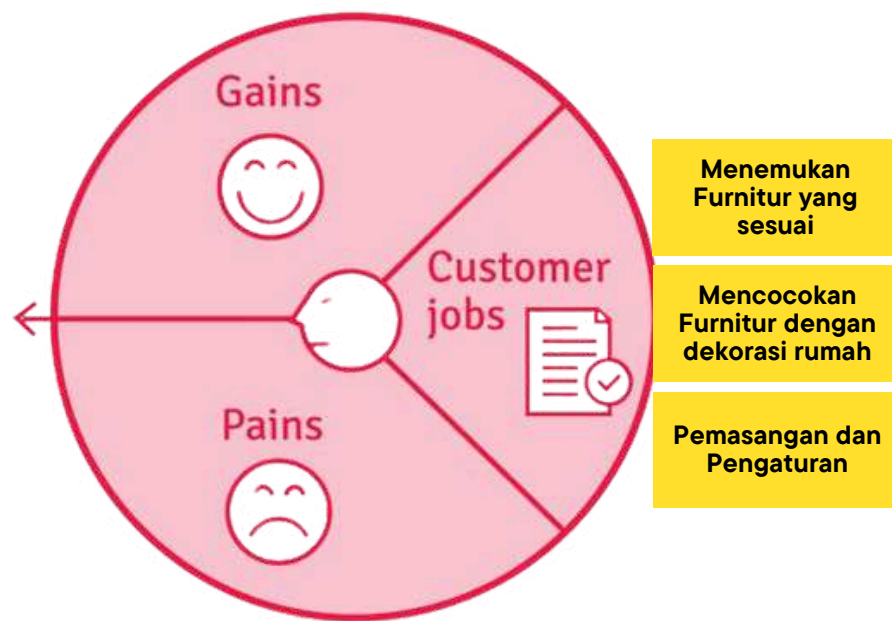 Gains
Customer
jobs
Pains
Menemukan
Furnitur yang
sesuai
Mencocokan
Furnitur dengan
dekorasi rumah
Pemasangan dan
Pengaturan